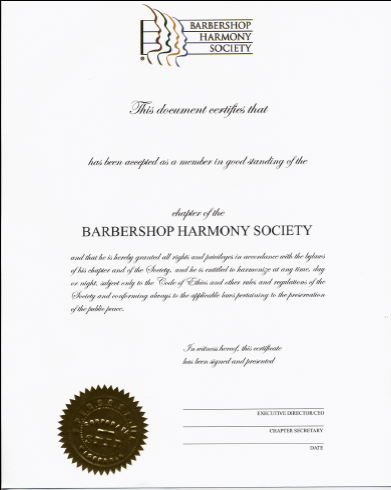 BARBERSHOP
HARMONY
SOCIETY
This document certifies that
has been accepted as a member in good standing of the
chapter of the
BARBERSHOP HARMONY SOCIETY
and that he is hereby granted all rights and privileges in accordance with the bylaws
of his chapter and of the Society, and he is entitled to harmonize at any time, day
or night, subject only to the Code of Ethics and other rules and regulations of the
Society and conforming always to the applicable laws pertaining to the preservation
of the public peace.
In witness hereof, this certificate
has been signed and presented
EXECUTIVE DIRECTOR/CEO
CHAPTER SECRETARY
DATE